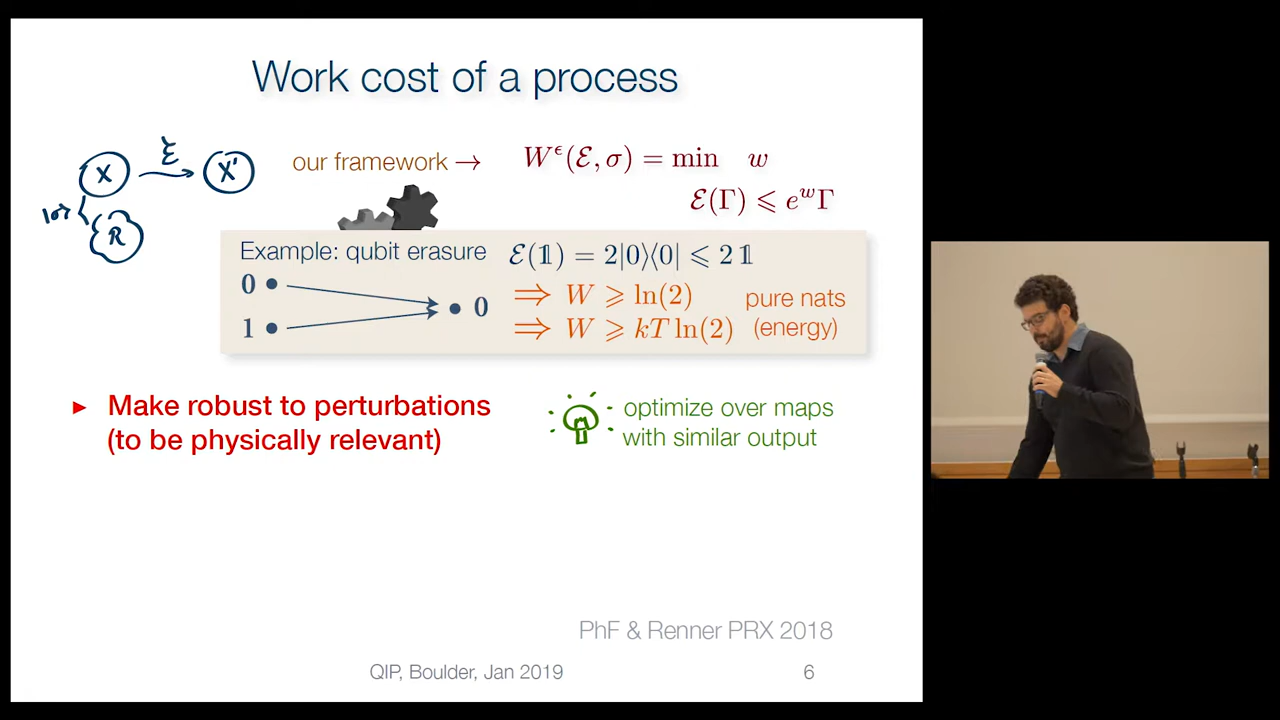 Work cost of a process
ℰ
X → X'
our framework → W^ϵ(ℰ, σ) = min w
ℰ(Γ) ⩽ e^w Γ
R
Example: qubit erasure
ℰ(𝟙) = 2|0⟩⟨0| ⩽ 2 𝟙
0 • • 0
1 •
⟹ W ⩾ ln(2) pure nats
⟹ W ⩾ kT ln(2) (energy)
► Make robust to perturbations
(to be physically relevant)
optimize over maps
with similar output
PhF & Renner PRX 2018
QIP, Boulder, Jan 2019 6